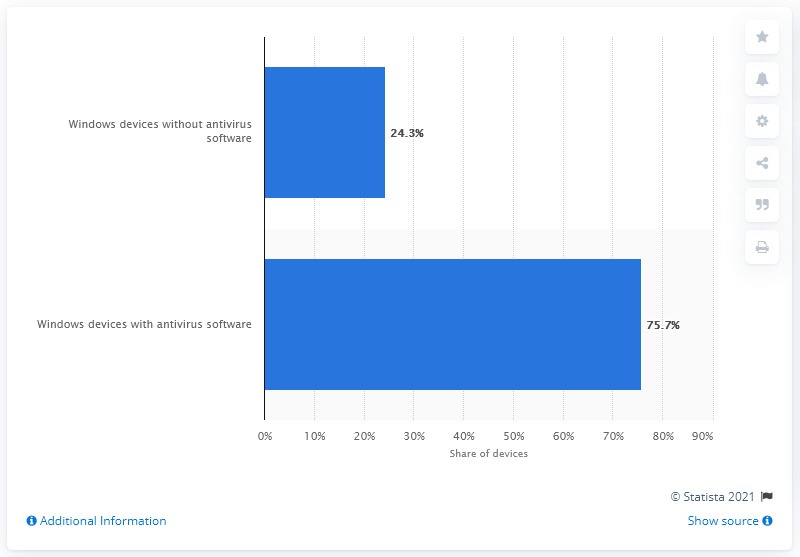 Windows devices without antivirus
software
24.3%
Windows devices with antivirus software
75.7%
0% 10% 20% 30% 40% 50% 60% 70% 80% 90%
Share of devices
© Statista 2021
Additional Information
Show source